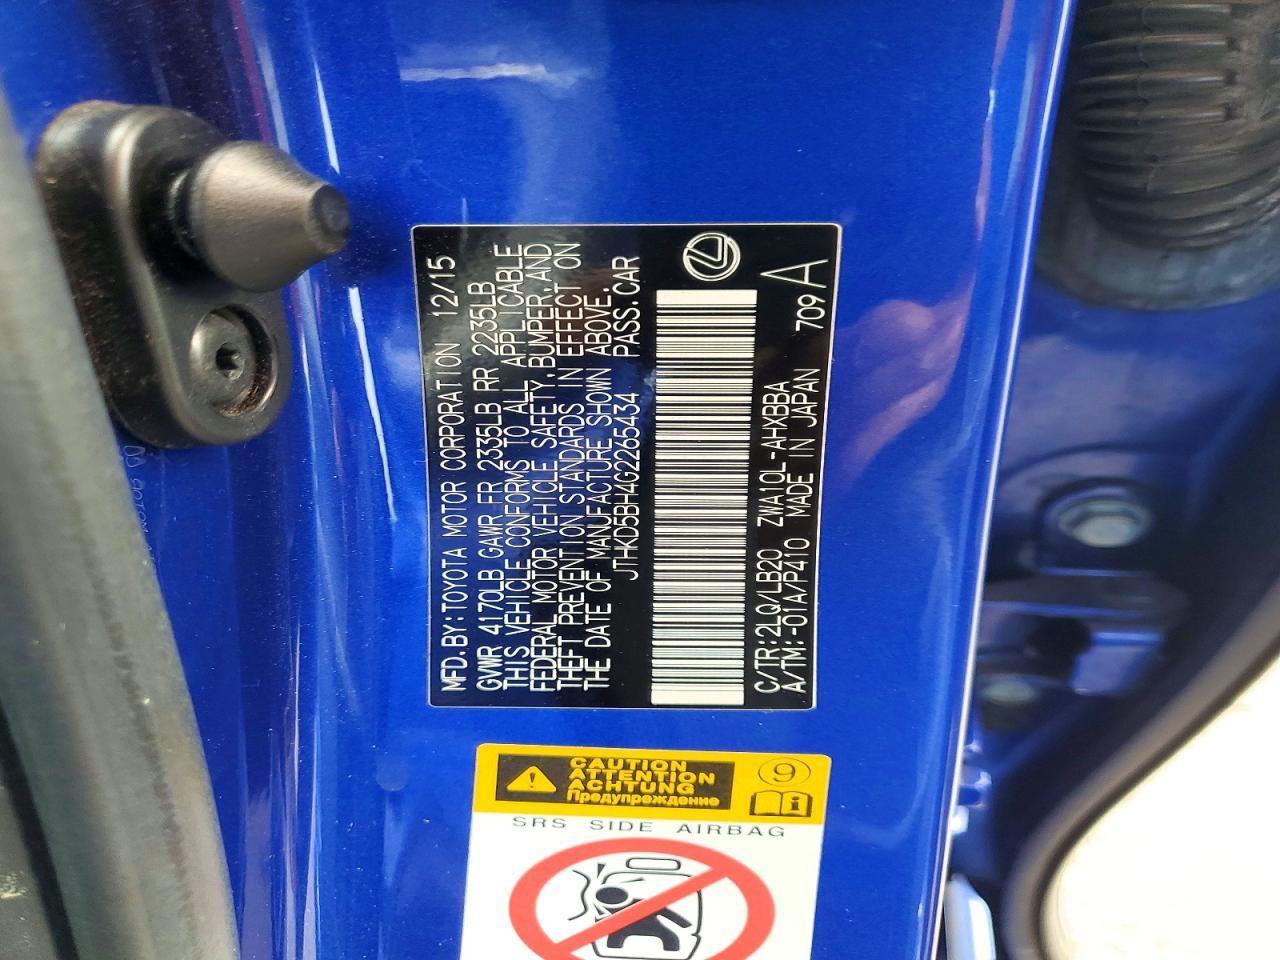 MFD.BY:TOYOTA MOTOR CORPORATION 12/15
GVWR 4170LB GAWR FR 2335LB RR 2235LB
THIS VEHICLE CONFORMS TO ALL APPLICABLE
FEDERAL MOTOR VEHICLE SAFETY,BUMPER,AND
THEFT PREVENTION STANDARDS IN EFFECT ON
THE DATE OF MANUFACTURE SHOWN ABOVE.
JTHKD5BH4G2265434 PASS.CAR
C/TR:2LQ/LB20 ZWA10L-AHXBBA
A/TM:-01A/P410 MADE IN JAPAN 709 A
CAUTION
ATTENTION
ACHTUNG
Предупреждение
9
i
SRS SIDE AIRBAG